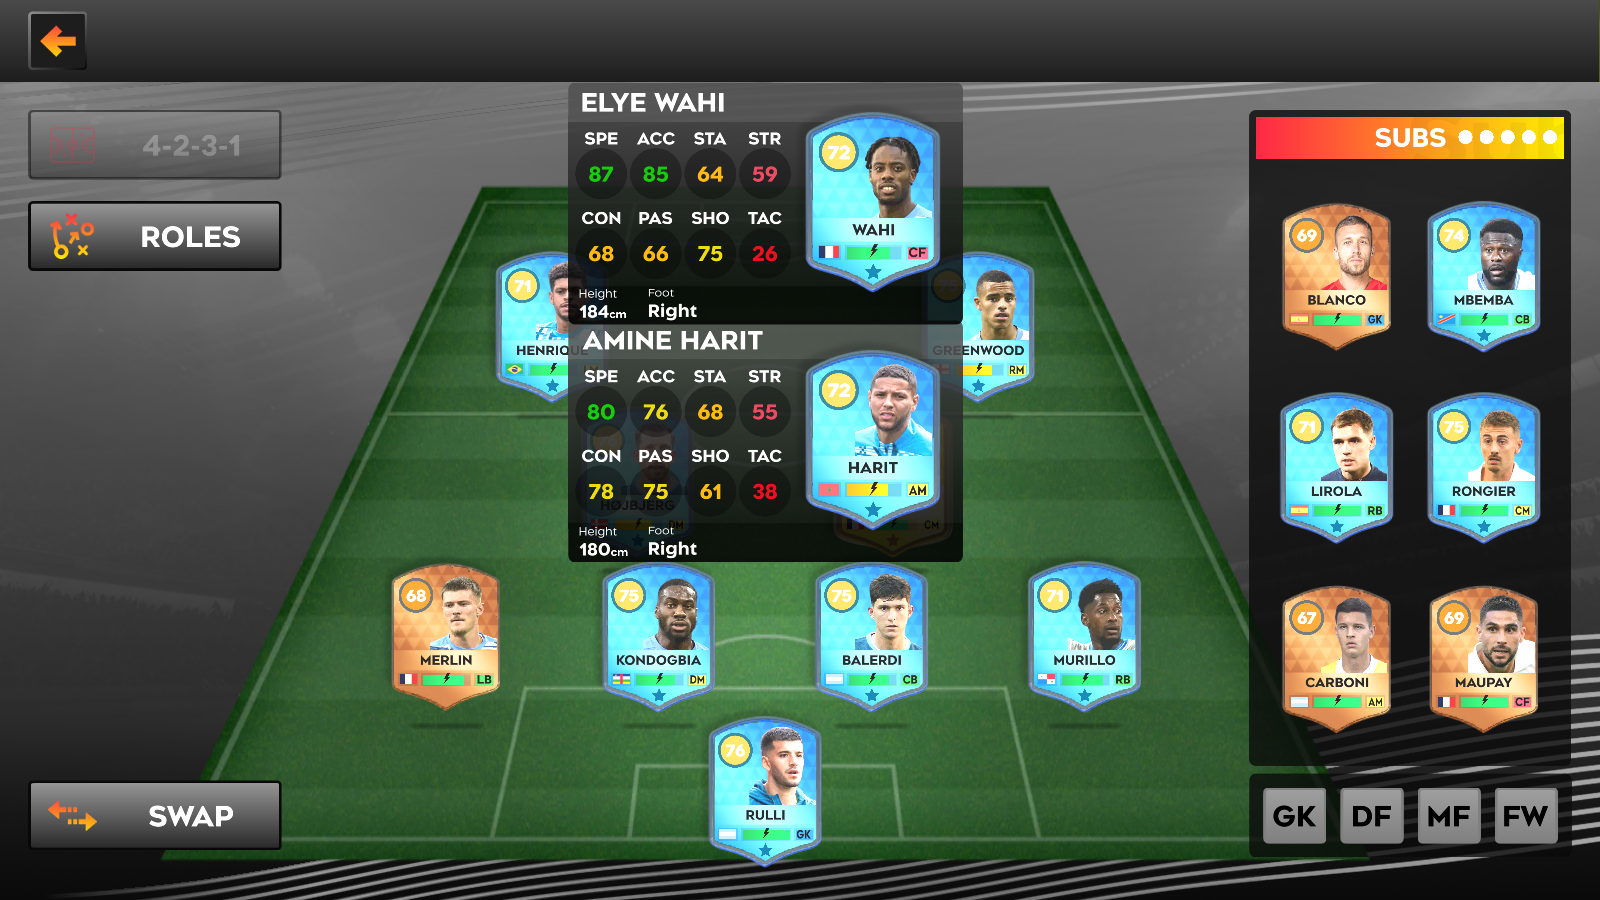 4-2-3-1
ROLES
SWAP
ELYE WAHI
SPE ACC STA STR
87 85 64 59
CON PAS SHO TAC
68 66 75 26
Height Foot
184cm Right
72
WAHI
CF
AMINE HARIT
SPE ACC STA STR
80 76 68 55
CON PAS SHO TAC
78 75 61 38
Height Foot
180cm Right
72
HARIT
AM
71
HENRIQUE
GREENWOOD
RM
HØJBJERG
DM
CM
68
MERLIN
LB
75
KONDOGBIA
DM
75
BALERDI
CB
71
MURILLO
RB
76
RULLI
GK
SUBS
69
BLANCO
GK
74
MBEMBA
CB
71
LIROLA
RB
75
RONGIER
CM
67
CARBONI
AM
69
MAUPAY
CF
GK DF MF FW